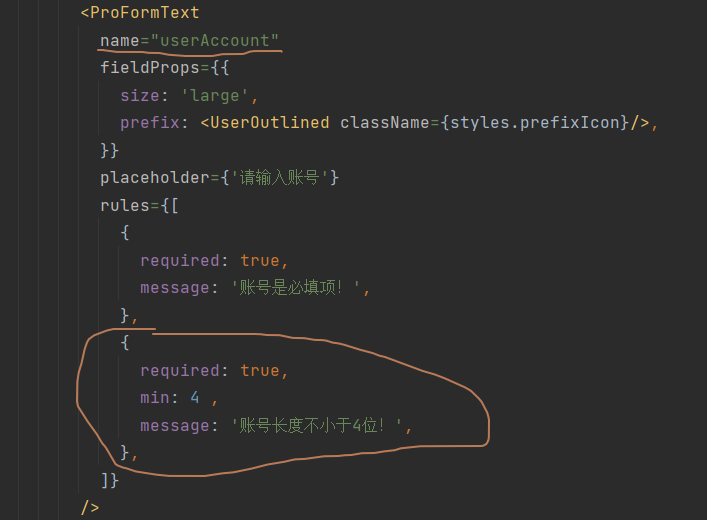 <ProFormText
name="userAccount"
fieldProps={{
size: 'large',
prefix: <UserOutlined className={styles.prefixIcon}/>,
}}
placeholder={'请输入账号'}
rules={[
{
required: true,
message: '账号是必填项！',
},
{
required: true,
min: 4 ,
message: '账号长度不小于4位！',
},
]}
/>